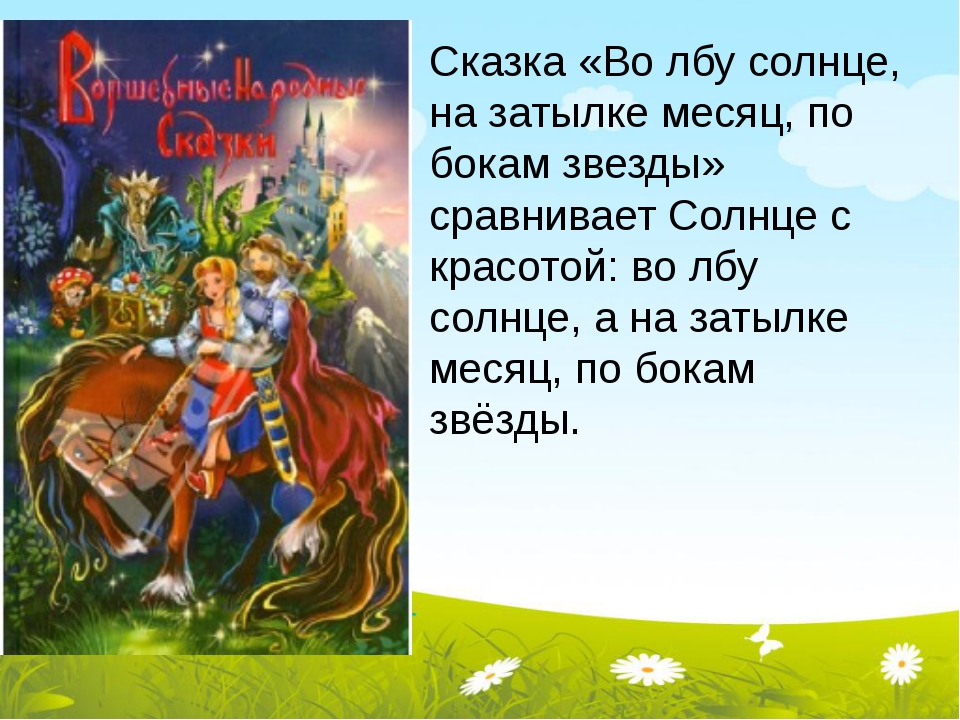 Волшебные Народные
Сказки
Сказка «Во лбу солнце,
на затылке месяц, по
бокам звезды»
сравнивает Солнце с
красотой: во лбу
солнце, а на затылке
месяц, по бокам
звёзды.